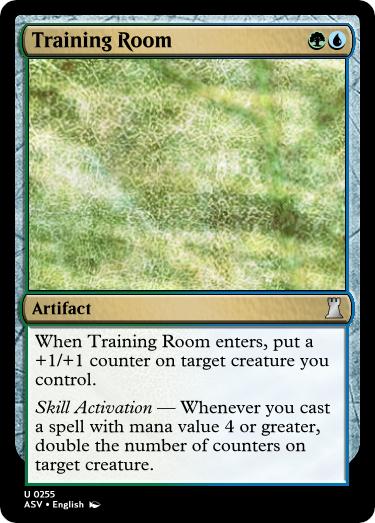 Training Room
Artifact
When Training Room enters, put a
+1/+1 counter on target creature you
control.
Skill Activation — Whenever you cast
a spell with mana value 4 or greater,
double the number of counters on
target creature.
U 0255
ASV • English